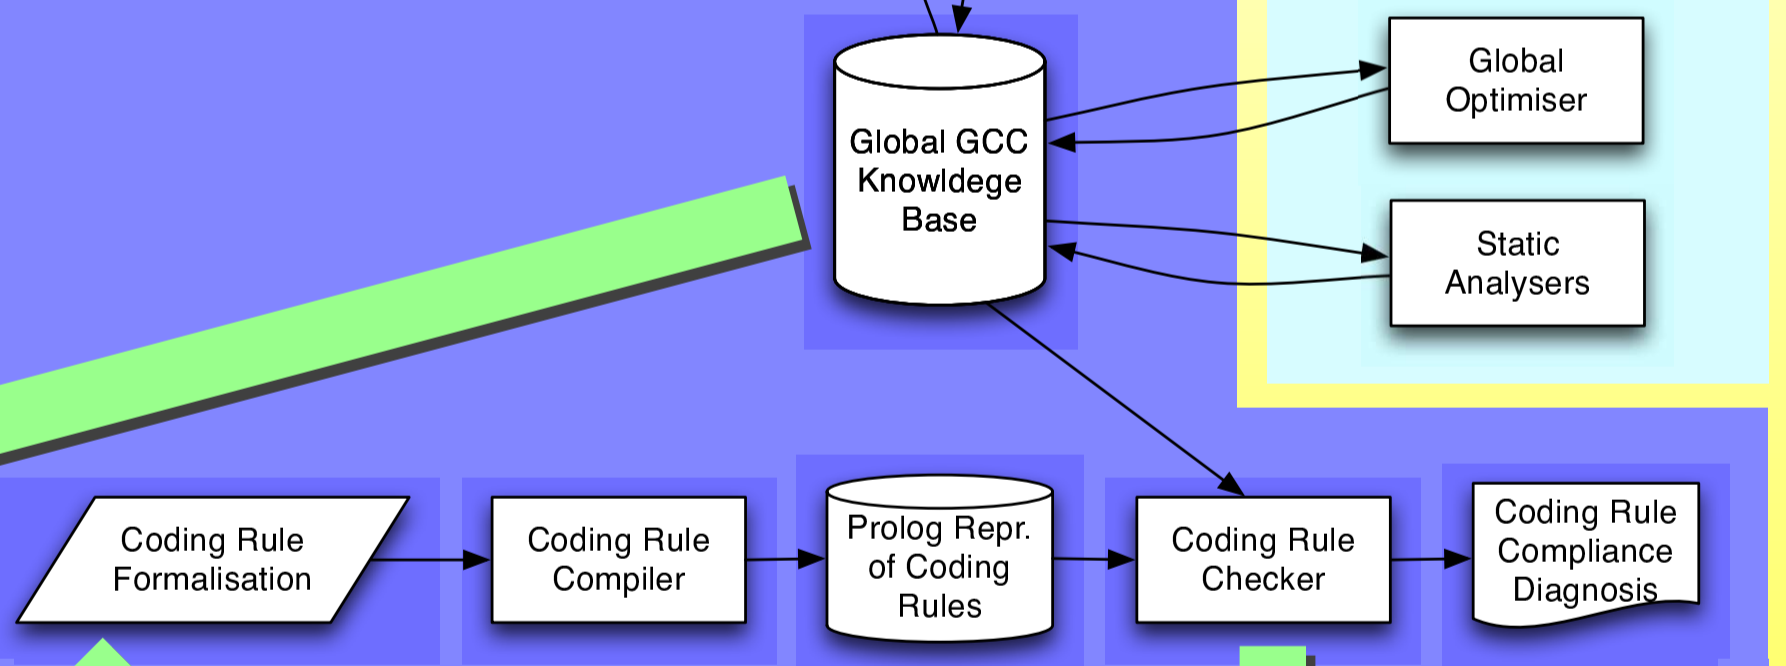 Global
Optimiser
Global GCC
Knowldege
Base
Static
Analysers
Coding Rule
Formalisation
Coding Rule
Compiler
Prolog Repr.
of Coding
Rules
Coding Rule
Checker
Coding Rule
Compliance
Diagnosis